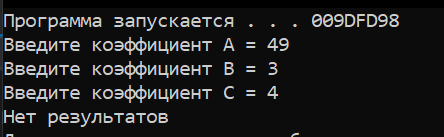 Программа запускается . . . 009DFD98
Введите коэффициент A = 49
Введите коэффициент B = 3
Введите коэффициент C = 4
Нет результатов